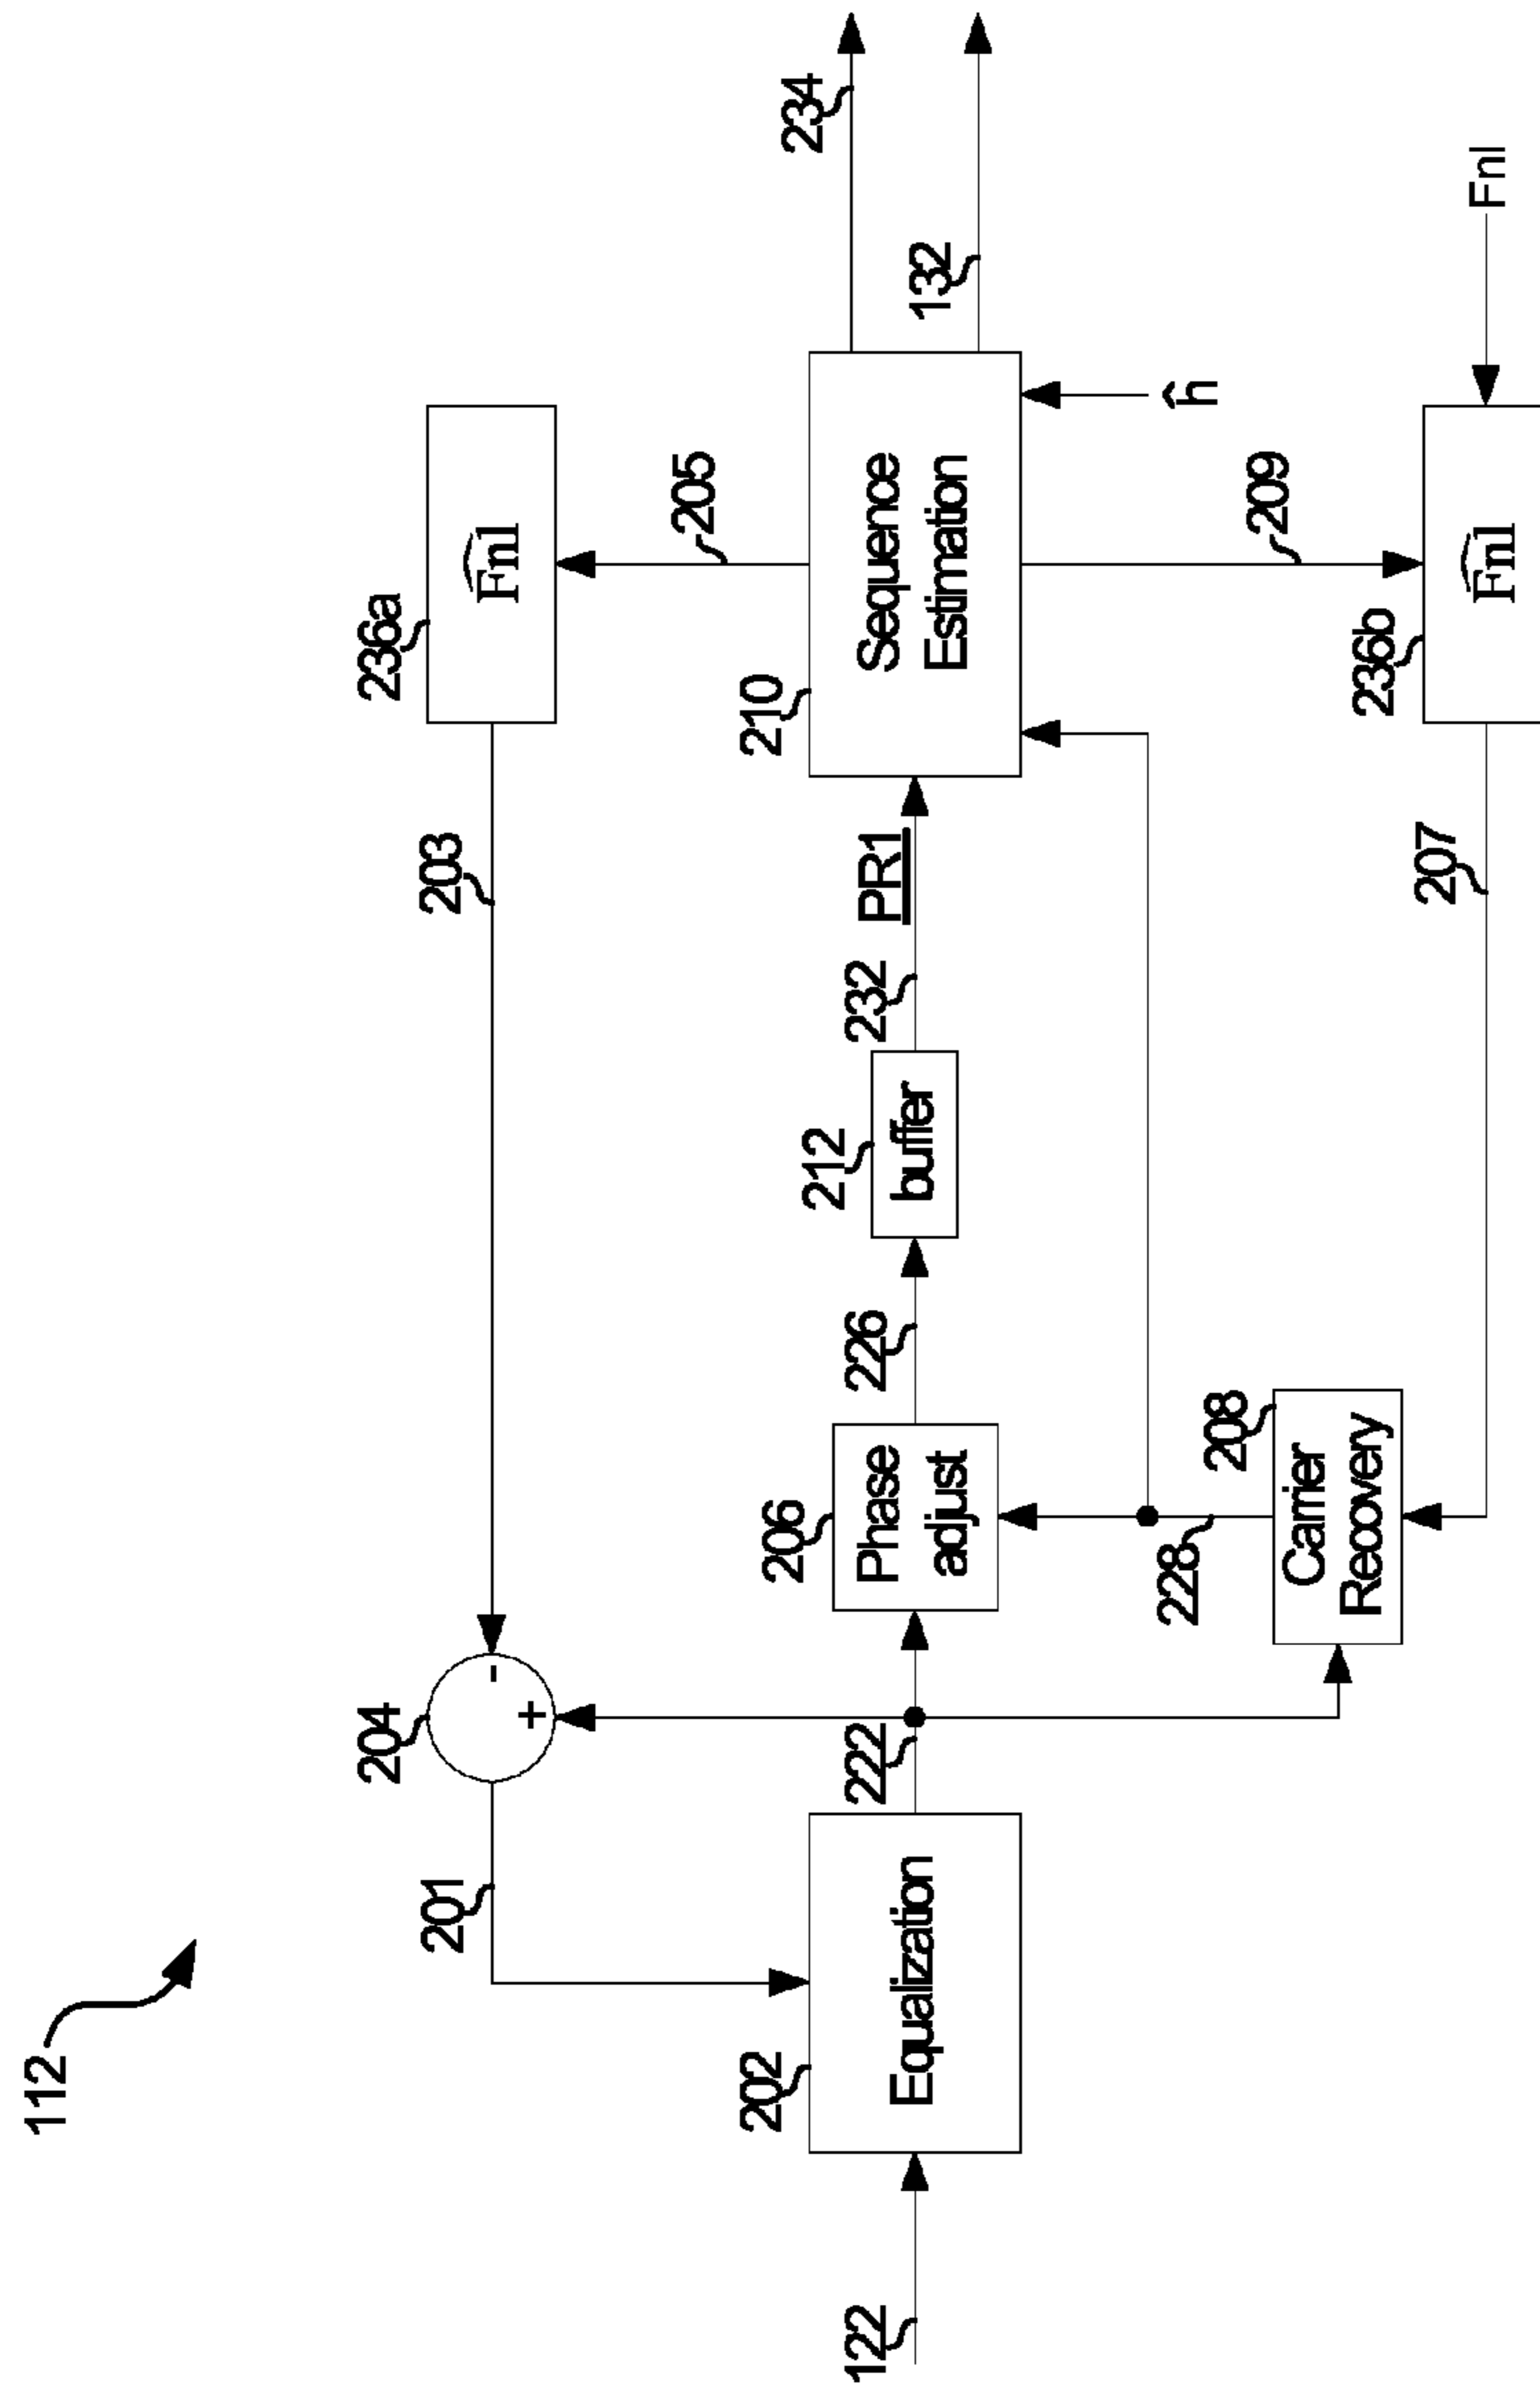 112
204
201
203
236a
F̂nl
205
202
Equalization
122
222
206
Phase
adjust
226
212
buffer
232
PR1
210
Sequence
Estimation
234
132
ĥ
228
208
Carrier
Recovery
209
207
236b
F̂nl
Fnl